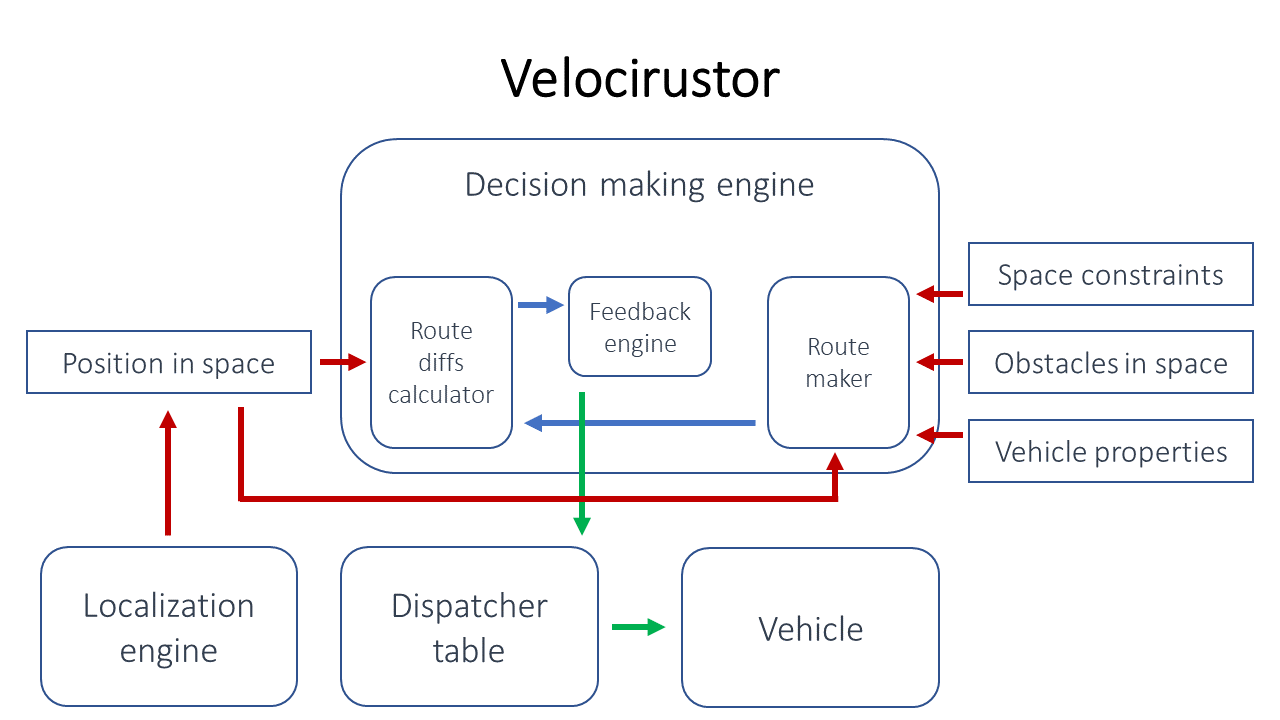 Velocirustor
Decision making engine
Space constraints
Route
diffs
calculator
Feedback
engine
Route
maker
Position in space
Obstacles in space
Vehicle properties
Localization
engine
Dispatcher
table
Vehicle